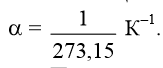 α = 1/273,15 К⁻¹.